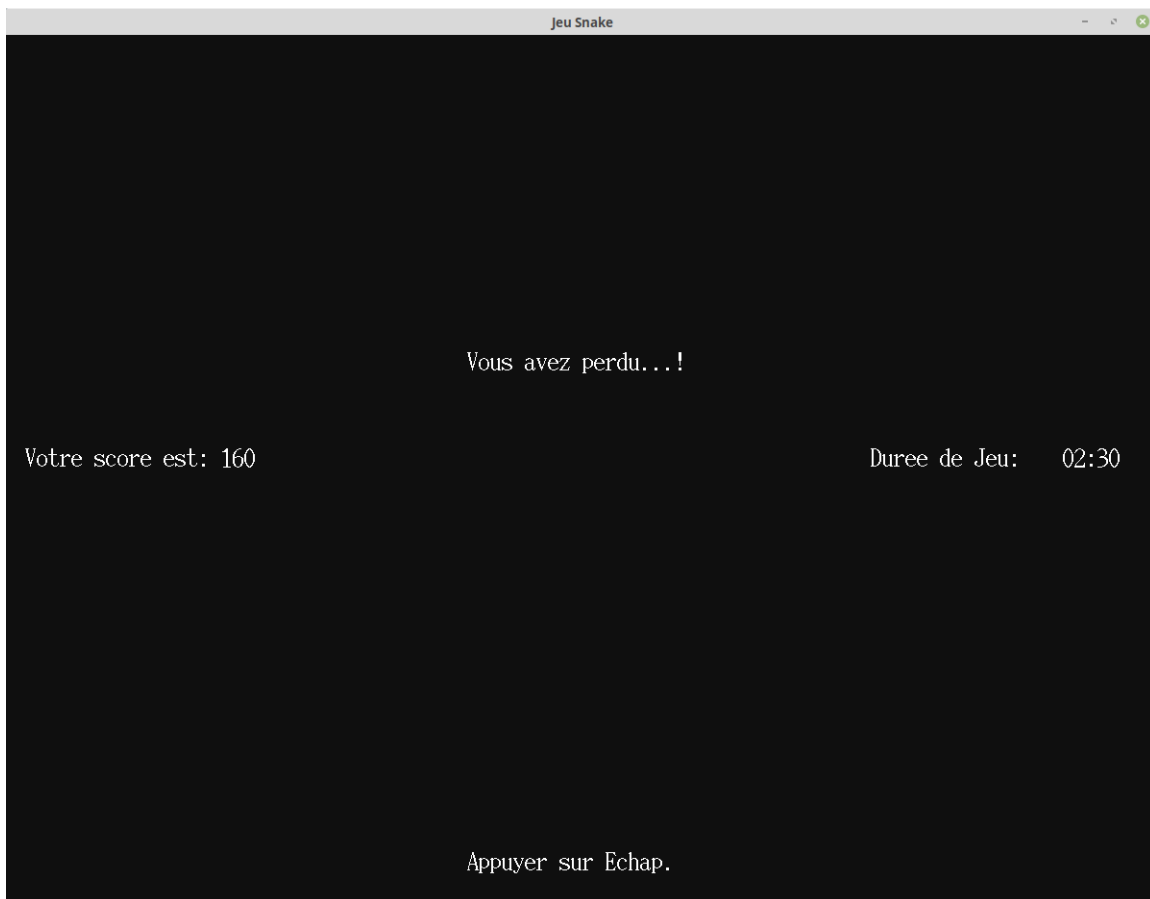 Jeu Snake
Vous avez perdu...!
Votre score est: 160
Duree de Jeu: 02:30
Appuyer sur Echap.